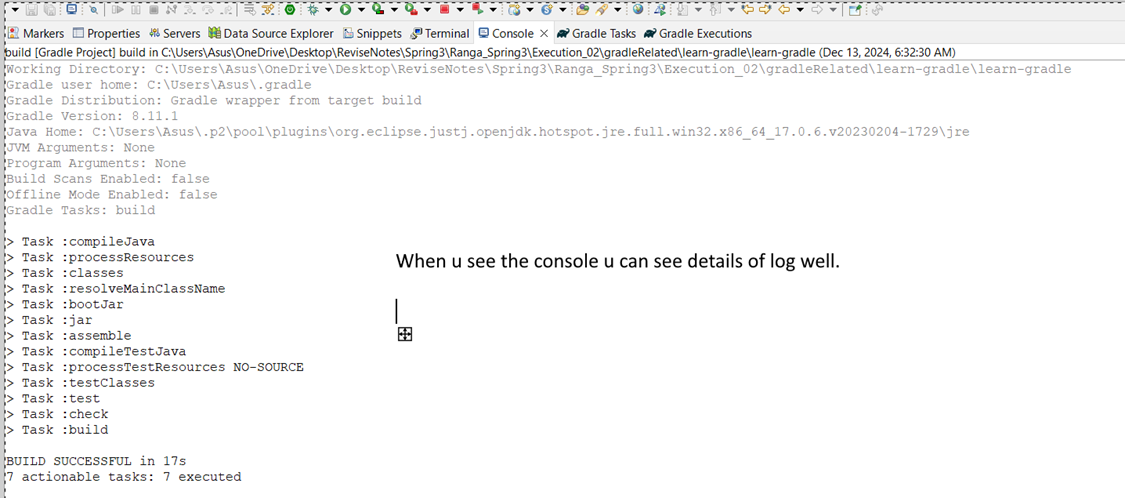 Markers Properties Servers Data Source Explorer Snippets Terminal Console Gradle Tasks Gradle Executions
build [Gradle Project] build in C:\Users\Asus\OneDrive\Desktop\ReviseNotes\Spring3\Ranga_Spring3\Execution_02\gradleRelated\learn-gradle\learn-gradle (Dec 13, 2024, 6:32:30 AM)
Working Directory: C:\Users\Asus\OneDrive\Desktop\ReviseNotes\Spring3\Ranga_Spring3\Execution_02\gradleRelated\learn-gradle\learn-gradle
Gradle user home: C:\Users\Asus\.gradle
Gradle Distribution: Gradle wrapper from target build
Gradle Version: 8.11.1
Java Home: C:\Users\Asus\.p2\pool\plugins\org.eclipse.justj.openjdk.hotspot.jre.full.win32.x86_64_17.0.6.v20230204-1729\jre
JVM Arguments: None
Program Arguments: None
Build Scans Enabled: false
Offline Mode Enabled: false
Gradle Tasks: build
> Task :compileJava
> Task :processResources
> Task :classes
> Task :resolveMainClassName
> Task :bootJar
> Task :jar
> Task :assemble
> Task :compileTestJava
> Task :processTestResources NO-SOURCE
> Task :testClasses
> Task :test
> Task :check
> Task :build
When u see the console u can see details of log well.
BUILD SUCCESSFUL in 17s
7 actionable tasks: 7 executed